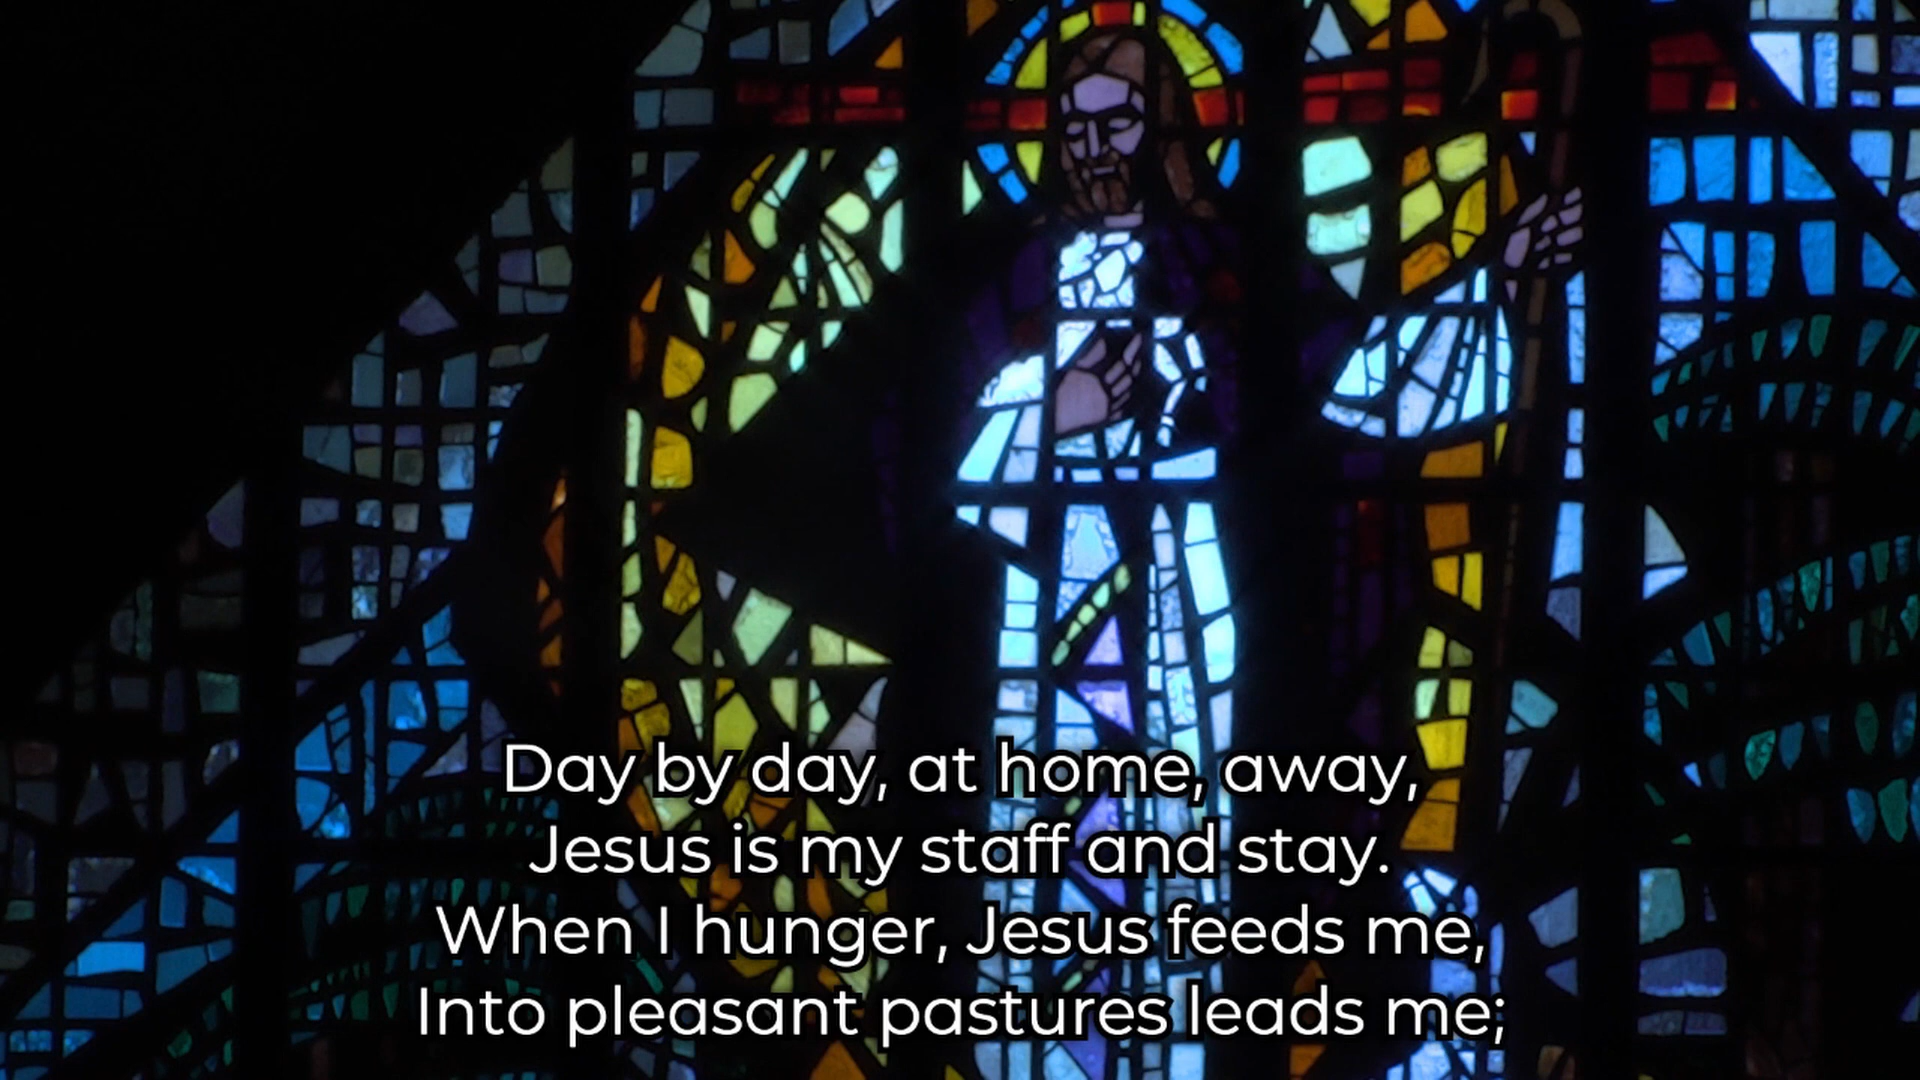 Day by day, at home, away,
Jesus is my staff and stay.
When I hunger, Jesus feeds me,
Into pleasant pastures leads me;